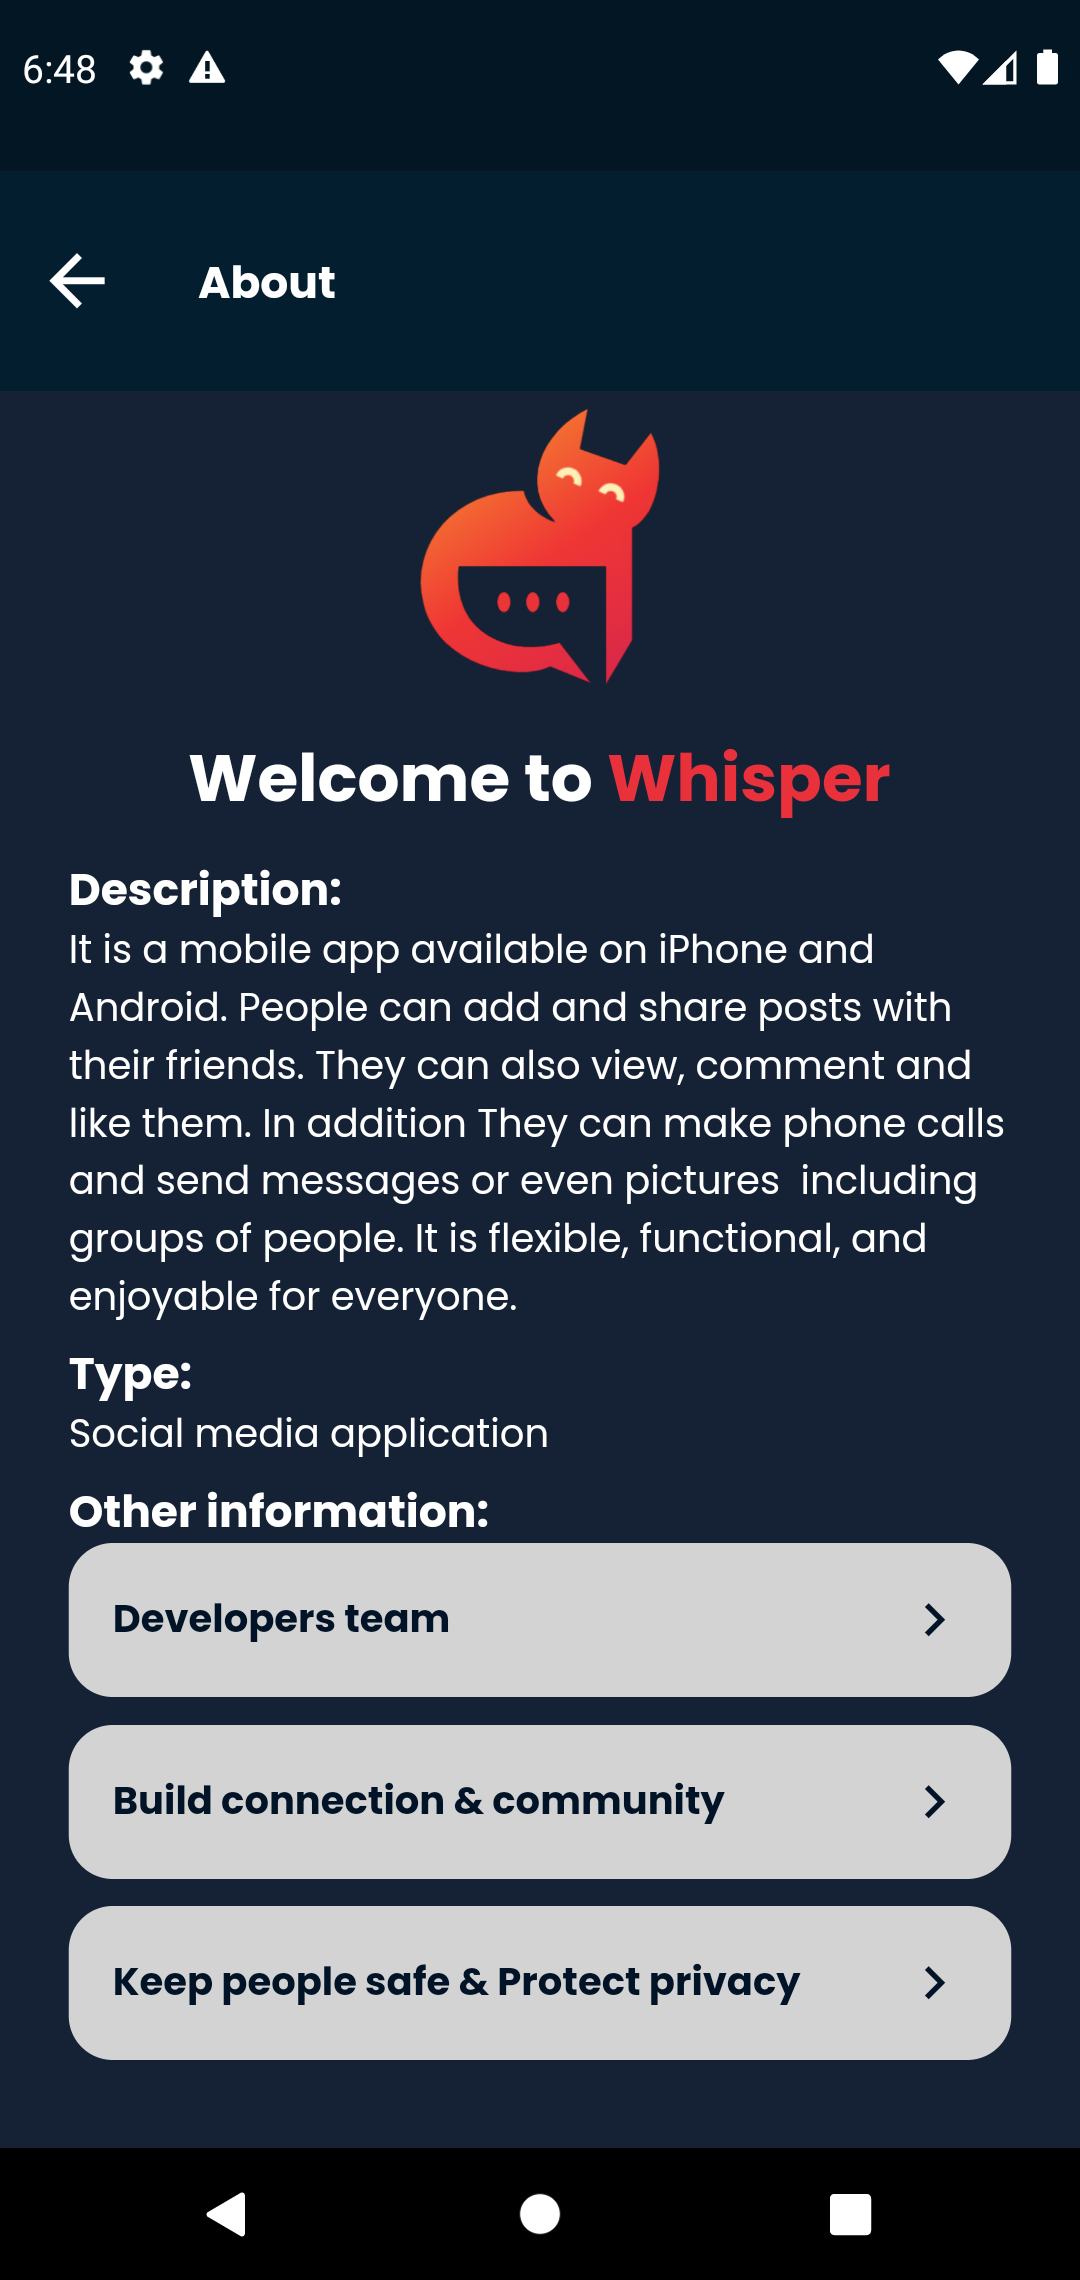 6:48
About
Welcome to Whisper
Description:
It is a mobile app available on iPhone and
Android. People can add and share posts with
their friends. They can also view, comment and
like them. In addition They can make phone calls
and send messages or even pictures  including
groups of people. It is flexible, functional, and
enjoyable for everyone.
Type:
Social media application
Other information:
Developers team
Build connection & community
Keep people safe & Protect privacy